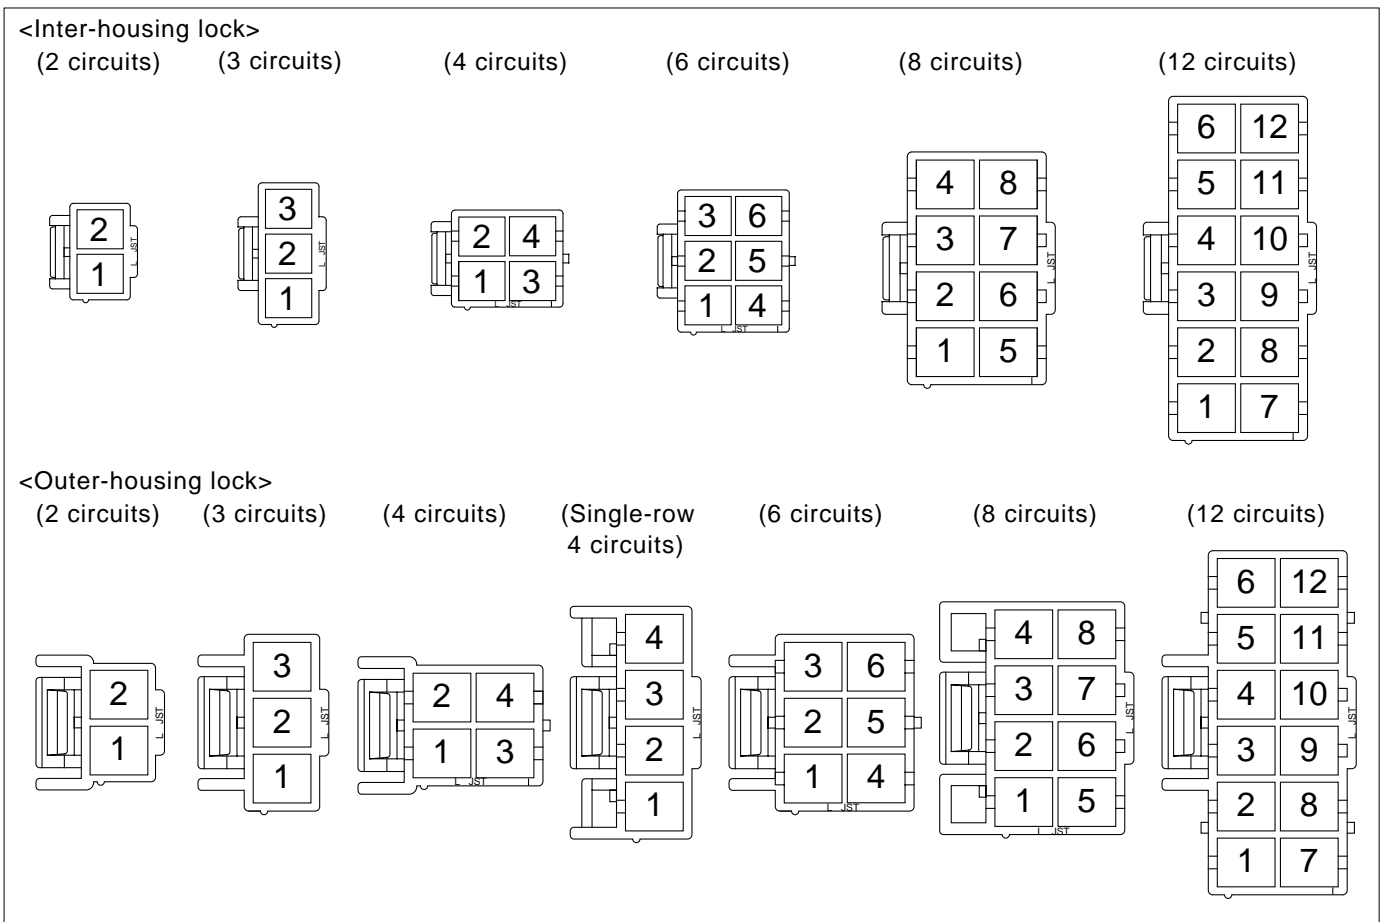 <Inter-housing lock>
(2 circuits) (3 circuits) (4 circuits) (6 circuits) (8 circuits) (12 circuits)
6 12
4 8 5 11
3 3 6 4 10
2 2 2 4 2 5 3 7 3 9
1 1 1 3 1 4 2 6 2 8
1 5 1 7
L JST L JST L JST L JST L JST L JST
<Outer-housing lock>
(2 circuits) (3 circuits) (4 circuits) (Single-row (6 circuits) (8 circuits) (12 circuits)
4 circuits)
6 12
4 4 8 5 11
3 3 3 6 3 7 4 10
2 2 2 4 2 2 5 2 6 3 9
1 1 1 3 1 1 4 1 5 2 8
1 7
L JST L JST L JST L JST L JST L JST L JST L JST